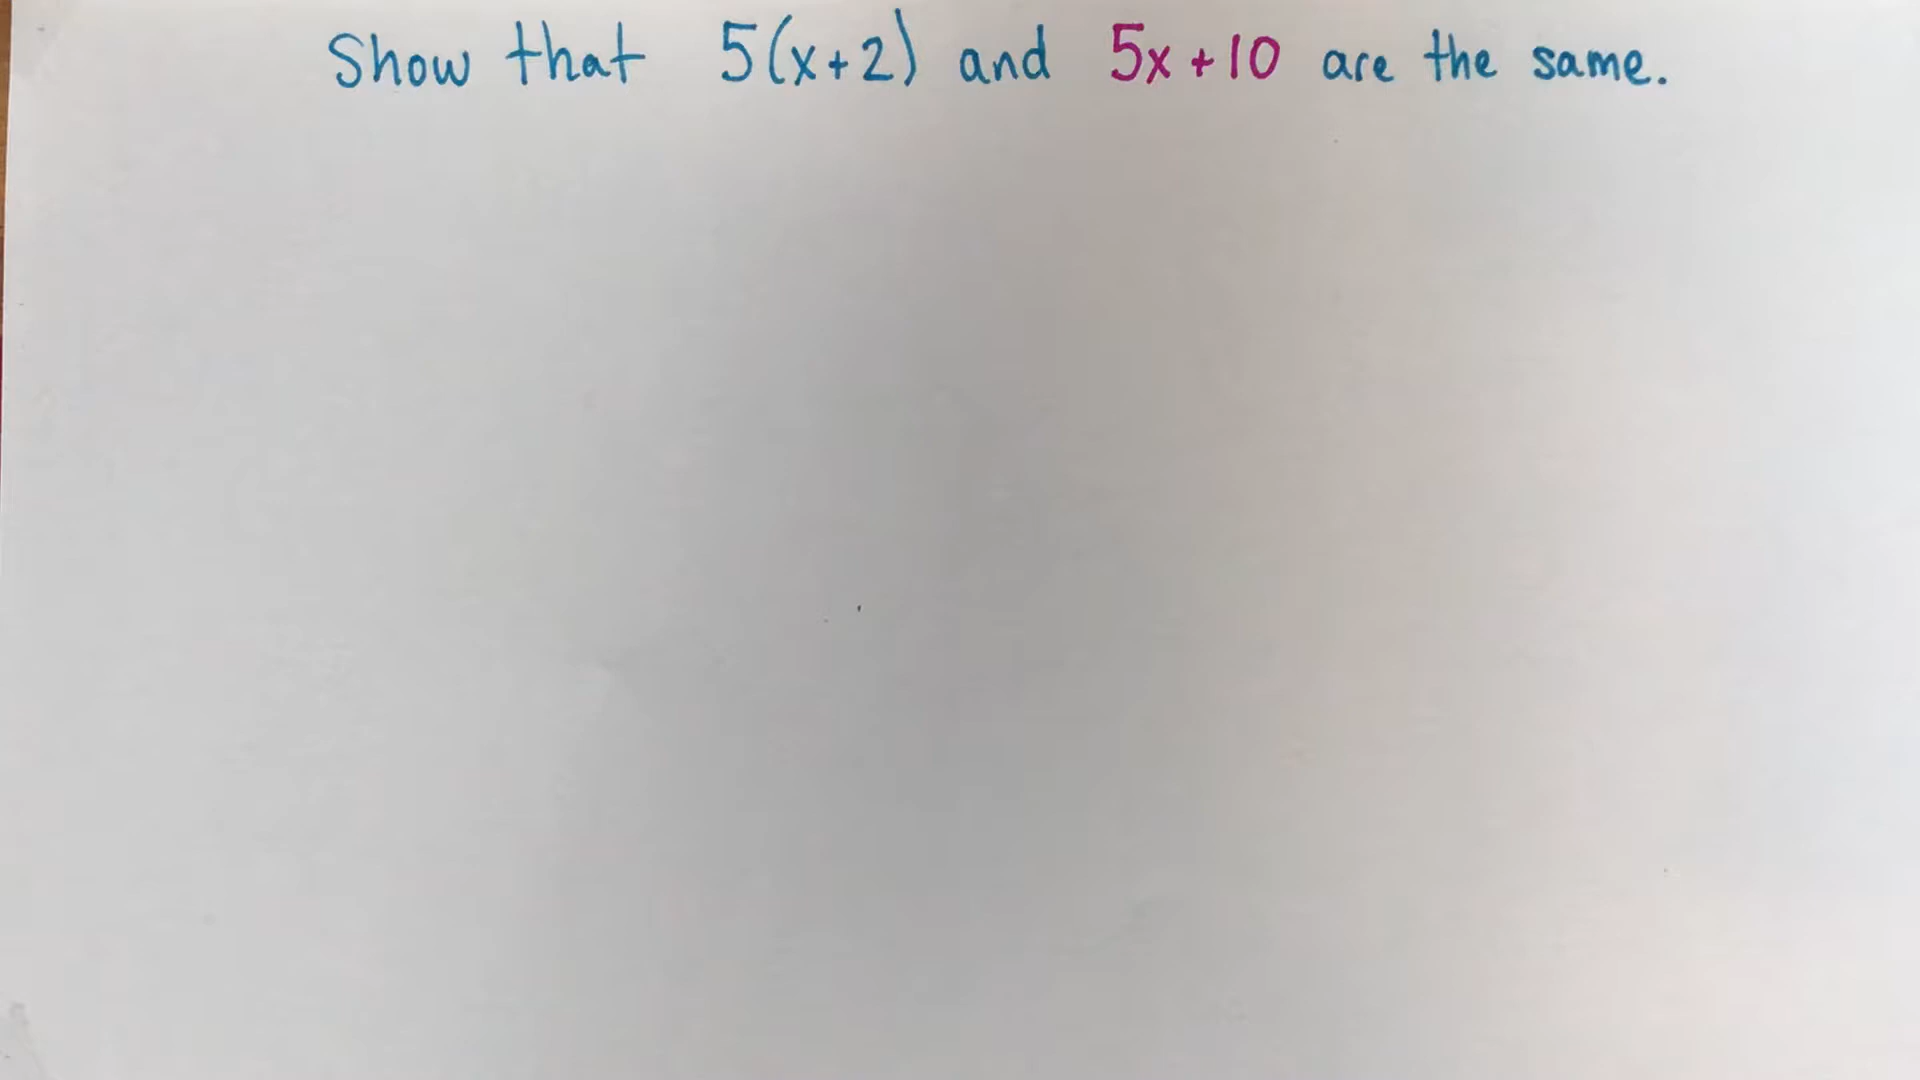 Show that 5(x+2) and 5x+10 are the same.